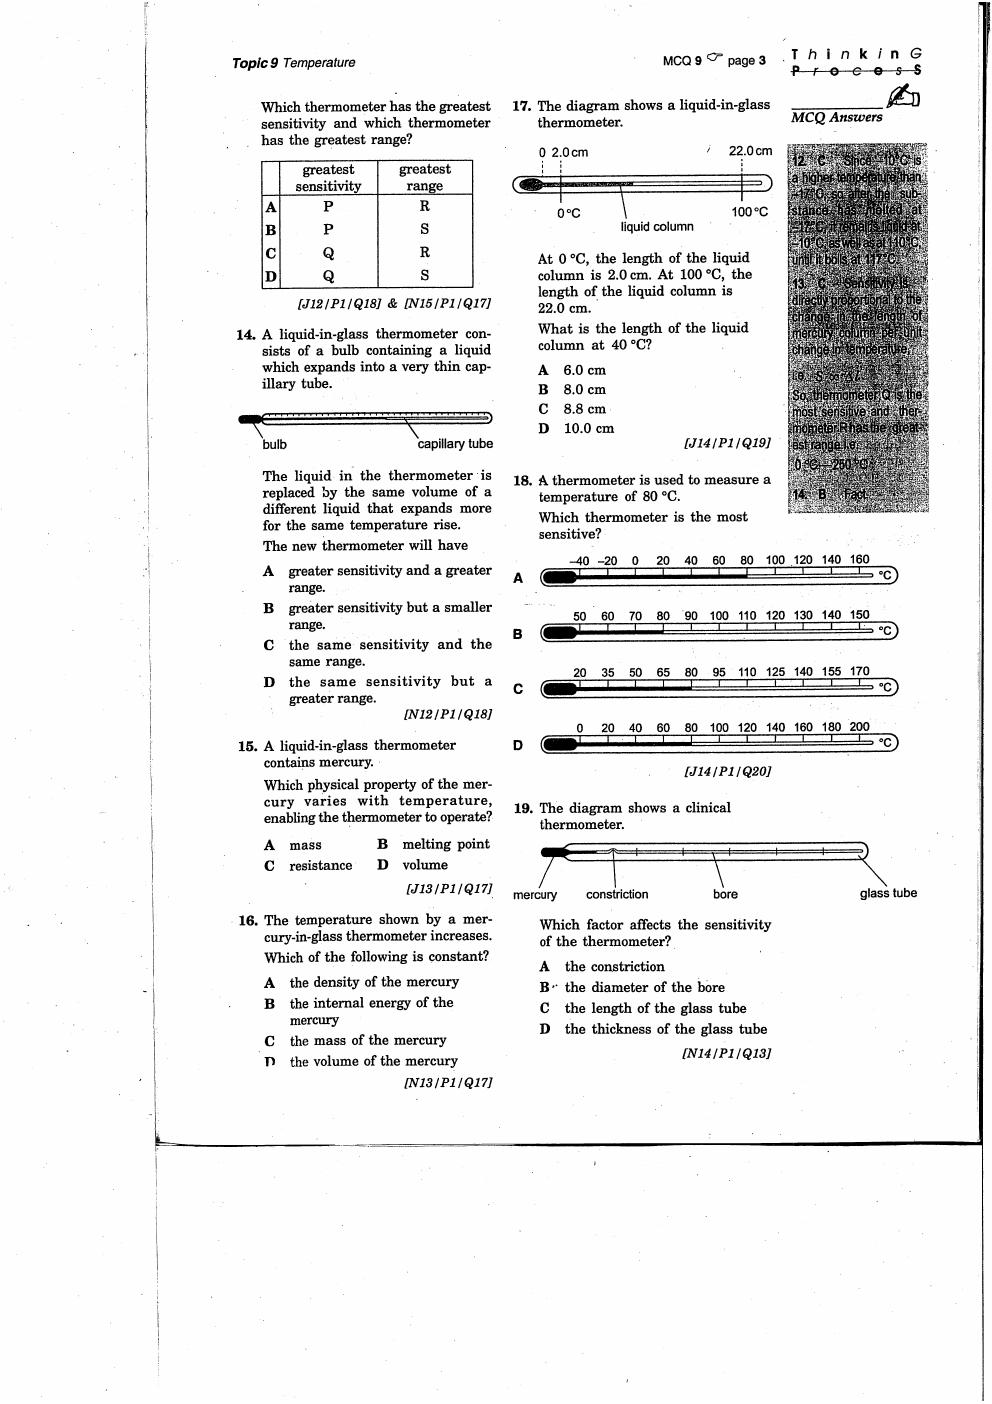 Topic 9 Temperature
MCQ 9 ☞ page 3
ThinkinG
ProcesS
MCQ Answers
Which thermometer has the greatest
sensitivity and which thermometer
has the greatest range?
greatest sensitivity greatest range
A P R
B P S
C Q R
D Q S
[J12/P1/Q18] & [N15/P1/Q17]
14. A liquid-in-glass thermometer con-
sists of a bulb containing a liquid
which expands into a very thin cap-
illary tube.
bulb capillary tube
The liquid in the thermometer is
replaced by the same volume of a
different liquid that expands more
for the same temperature rise.
The new thermometer will have
A greater sensitivity and a greater
range.
B greater sensitivity but a smaller
range.
C the same sensitivity and the
same range.
D the same sensitivity but a
greater range.
[N12/P1/Q18]
15. A liquid-in-glass thermometer
contains mercury.
Which physical property of the mer-
cury varies with temperature,
enabling the thermometer to operate?
A mass B melting point
C resistance D volume
[J13/P1/Q17]
16. The temperature shown by a mer-
cury-in-glass thermometer increases.
Which of the following is constant?
A the density of the mercury
B the internal energy of the
mercury
C the mass of the mercury
D the volume of the mercury
[N13/P1/Q17]
17. The diagram shows a liquid-in-glass
thermometer.
0 2.0cm 22.0cm
0°C 100°C
liquid column
At 0 °C, the length of the liquid
column is 2.0 cm. At 100 °C, the
length of the liquid column is
22.0 cm.
What is the length of the liquid
column at 40 °C?
A 6.0 cm
B 8.0 cm
C 8.8 cm
D 10.0 cm
[J14/P1/Q19]
18. A thermometer is used to measure a
temperature of 80 °C.
Which thermometer is the most
sensitive?
–40 –20 0 20 40 60 80 100 120 140 160
A °C
50 60 70 80 90 100 110 120 130 140 150
B °C
20 35 50 65 80 95 110 125 140 155 170
C °C
0 20 40 60 80 100 120 140 160 180 200
D °C
[J14/P1/Q20]
19. The diagram shows a clinical
thermometer.
mercury constriction bore glass tube
Which factor affects the sensitivity
of the thermometer?
A the constriction
B the diameter of the bore
C the length of the glass tube
D the thickness of the glass tube
[N14/P1/Q13]
12. C Since –10°C is
a higher temperature than
–17°C, so after the sub-
stance has melted at
–17°C, it remains liquid at
–10°C, as well as at 110°C,
until it boils at 117°C.
13. C Sensitivity is
directly proportional to the
change in the length of
mercury column per unit
change in temperature,
i.e.
So, thermometer Q is the
most sensitive and ther-
mometer R has the great-
est range i.e.
0°C – 250°C
14. B Fact.